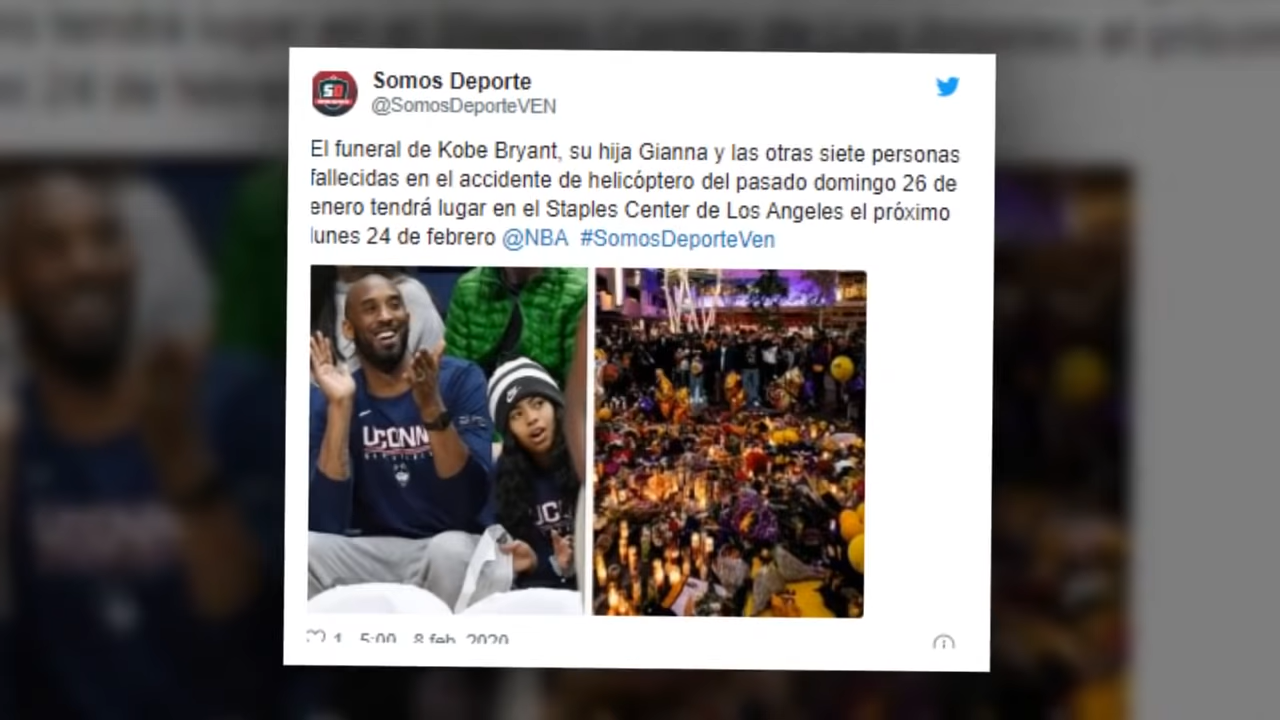 Somos Deporte
@SomosDeporteVEN
El funeral de Kobe Bryant, su hija Gianna y las otras siete personas
fallecidas en el accidente de helicóptero del pasado domingo 26 de
enero tendrá lugar en el Staples Center de Los Angeles el próximo
lunes 24 de febrero @NBA #SomosDeporteVen
UCONN
UC
1 5:00 8 feb. 2020